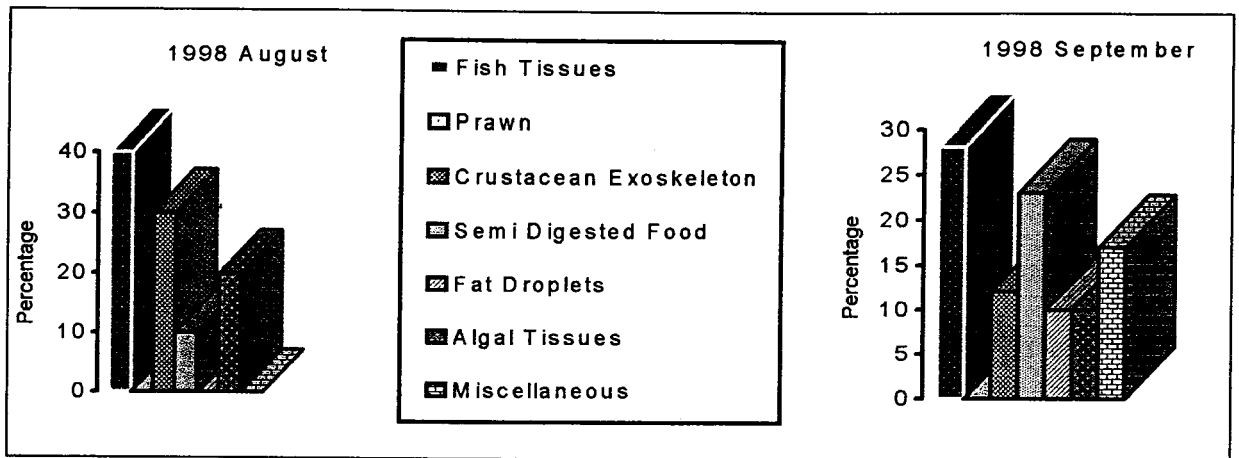 1998 August
Percentage
40
30
20
10
0
Fish Tissues
Prawn
Crustacean Exoskeleton
Semi Digested Food
Fat Droplets
Algal Tissues
Miscellaneous
1998 September
Percentage
30
25
20
15
10
5
0